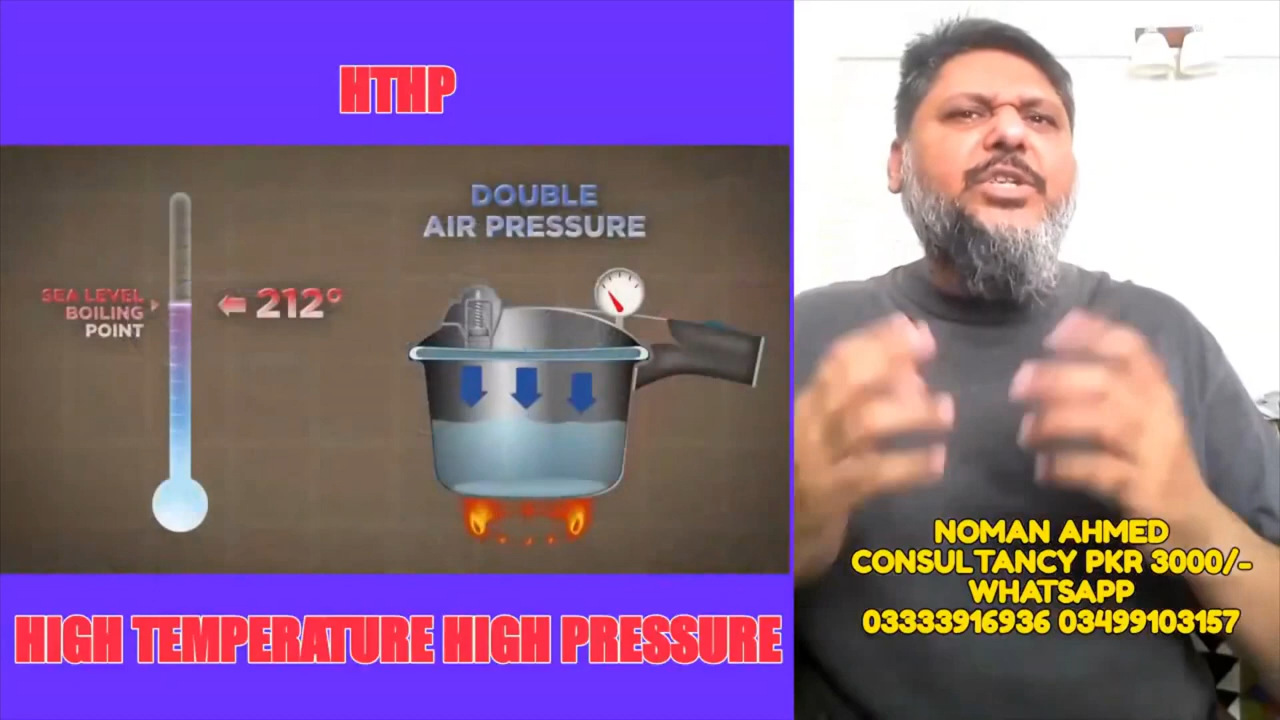 HTHP
DOUBLE
AIR PRESSURE
SEA LEVEL
BOILING
POINT
212°
HIGH TEMPERATURE HIGH PRESSURE
NOMAN AHMED
CONSULTANCY PKR 3000/-
WHATSAPP
03333916936 03499103157